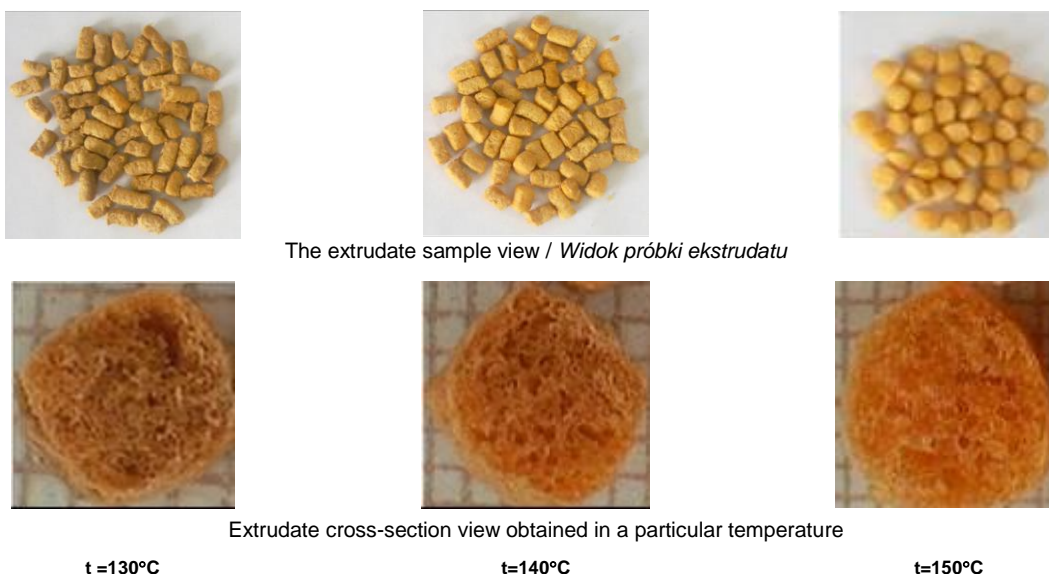 The extrudate sample view / Widok próbki ekstrudatu
Extrudate cross-section view obtained in a particular temperature
t =130°C t=140°C t=150°C